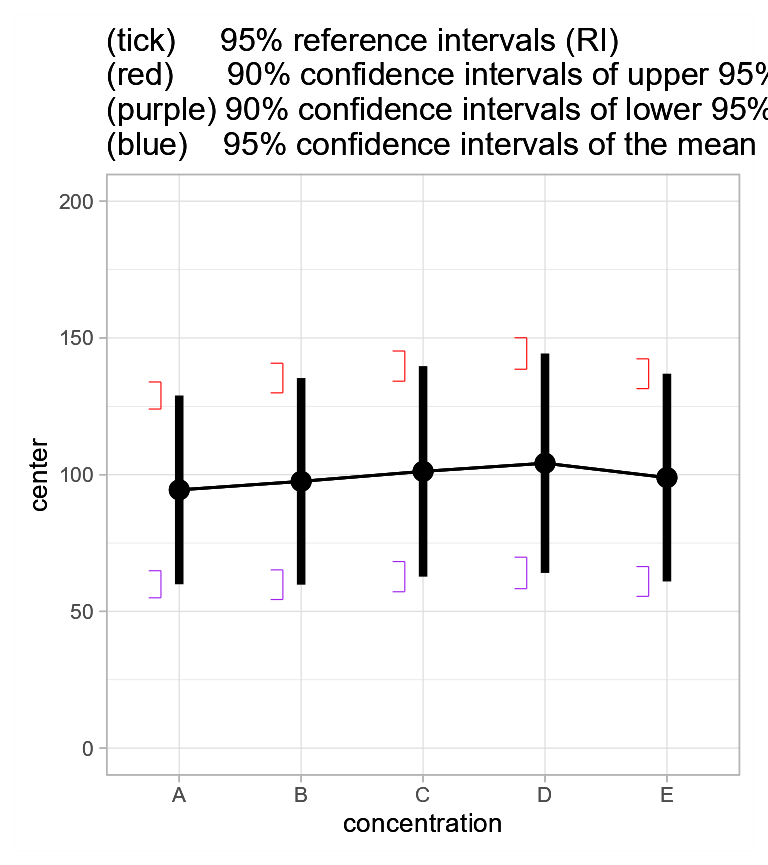 (tick) 95% reference intervals (RI)
(red) 90% confidence intervals of upper 95%
(purple) 90% confidence intervals of lower 95%
(blue) 95% confidence intervals of the mean
200
150
100
50
0
center
A B C D E
concentration